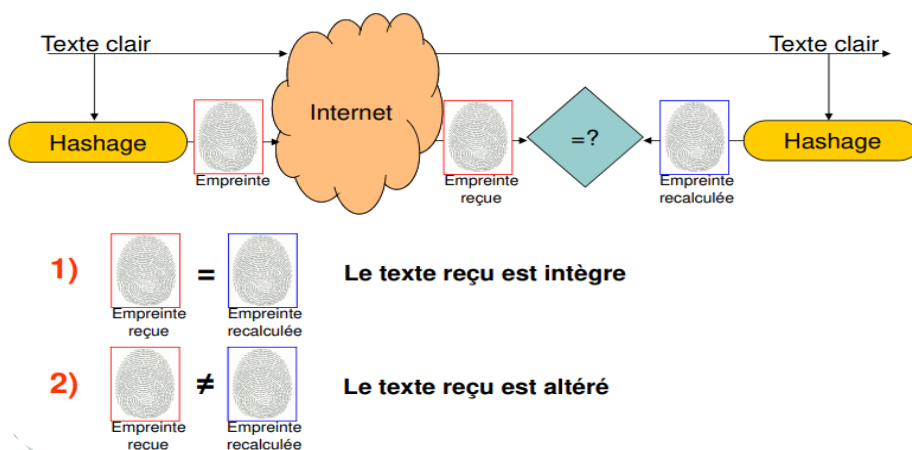 Texte clair
Texte clair
Internet
Hashage
=?
Hashage
Empreinte
Empreinte
reçue
Empreinte
recalculée
1)
=
Le texte reçu est intègre
Empreinte
reçue
Empreinte
recalculée
2)
≠
Le texte reçu est altéré
Empreinte
recue
Empreinte
recalculée